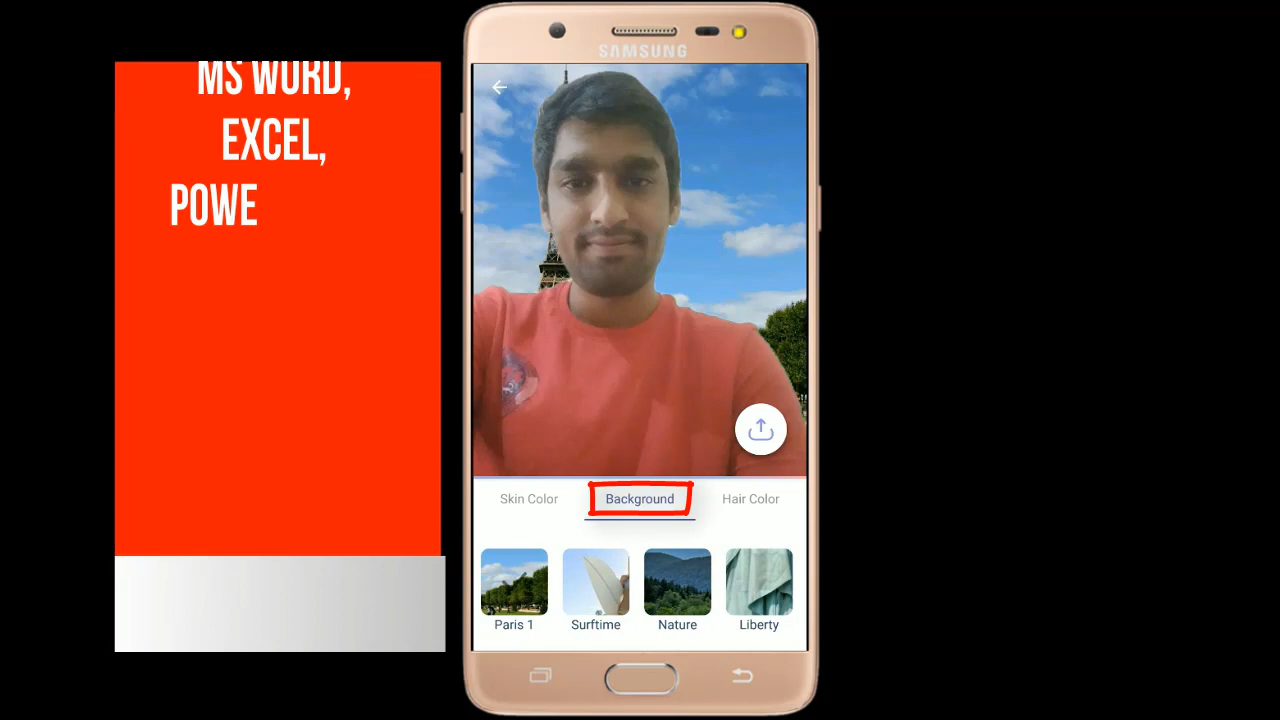 MS WORD,
EXCEL,
POWE
SAMSUNG
Skin Color Background Hair Color
Paris 1 Surftime Nature Liberty